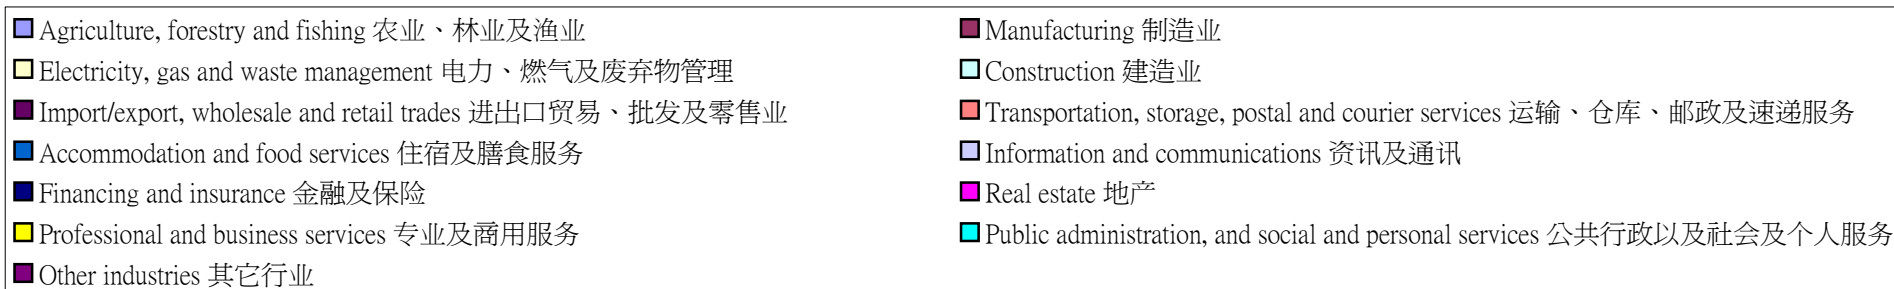 Agriculture, forestry and fishing 农业、林业及渔业
Manufacturing 制造业
Electricity, gas and waste management 电力、燃气及废弃物管理
Construction 建造业
Import/export, wholesale and retail trades 进出口贸易、批发及零售业
Transportation, storage, postal and courier services 运输、仓库、邮政及速递服务
Accommodation and food services 住宿及膳食服务
Information and communications 资讯及通讯
Financing and insurance 金融及保险
Real estate 地产
Professional and business services 专业及商用服务
Public administration, and social and personal services 公共行政以及社会及个人服务
Other industries 其它行业